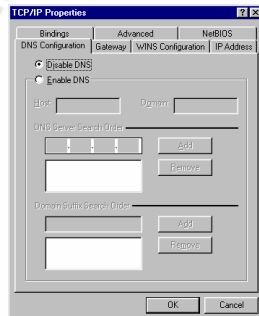 TCP/IP Properties
Bindings Advanced NetBIOS
DNS Configuration Gateway WINS Configuration IP Address
Disable DNS
Enable DNS
Host: Domain:
DNS Server Search Order
Add
Remove
Domain Suffix Search Order
Add
Remove
OK Cancel